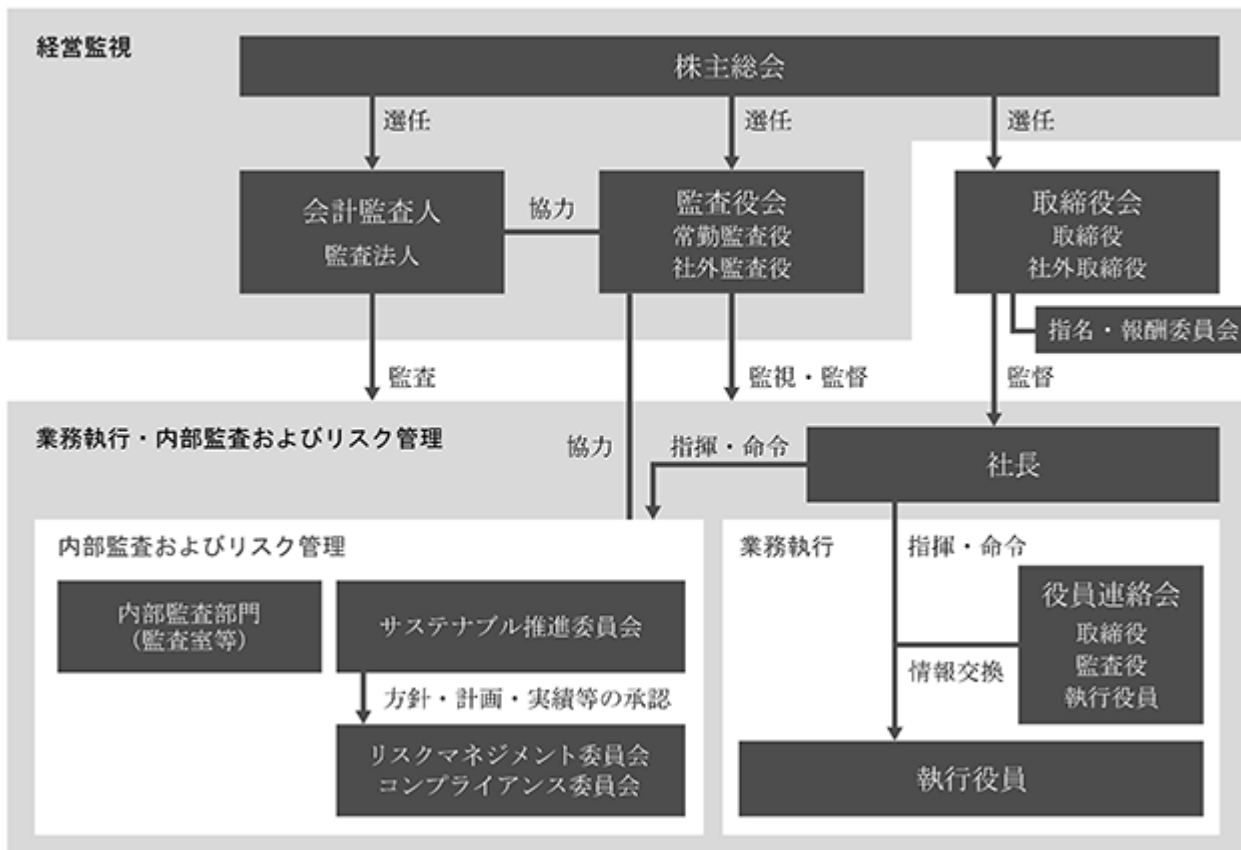 経営監視
株主総会
選任
選任
選任
会計監査人
監査法人
協力
監査役会
常勤監査役
社外監査役
取締役会
取締役
社外取締役
指名・報酬委員会
監査
監視・監督
監督
業務執行・内部監査およびリスク管理
協力
指揮・命令
社長
内部監査およびリスク管理
内部監査部門
(監査室等)
サステナブル推進委員会
方針・計画・実績等の承認
リスクマネジメント委員会
コンプライアンス委員会
業務執行
指揮・命令
役員連絡会
取締役
監査役
執行役員
情報交換
執行役員